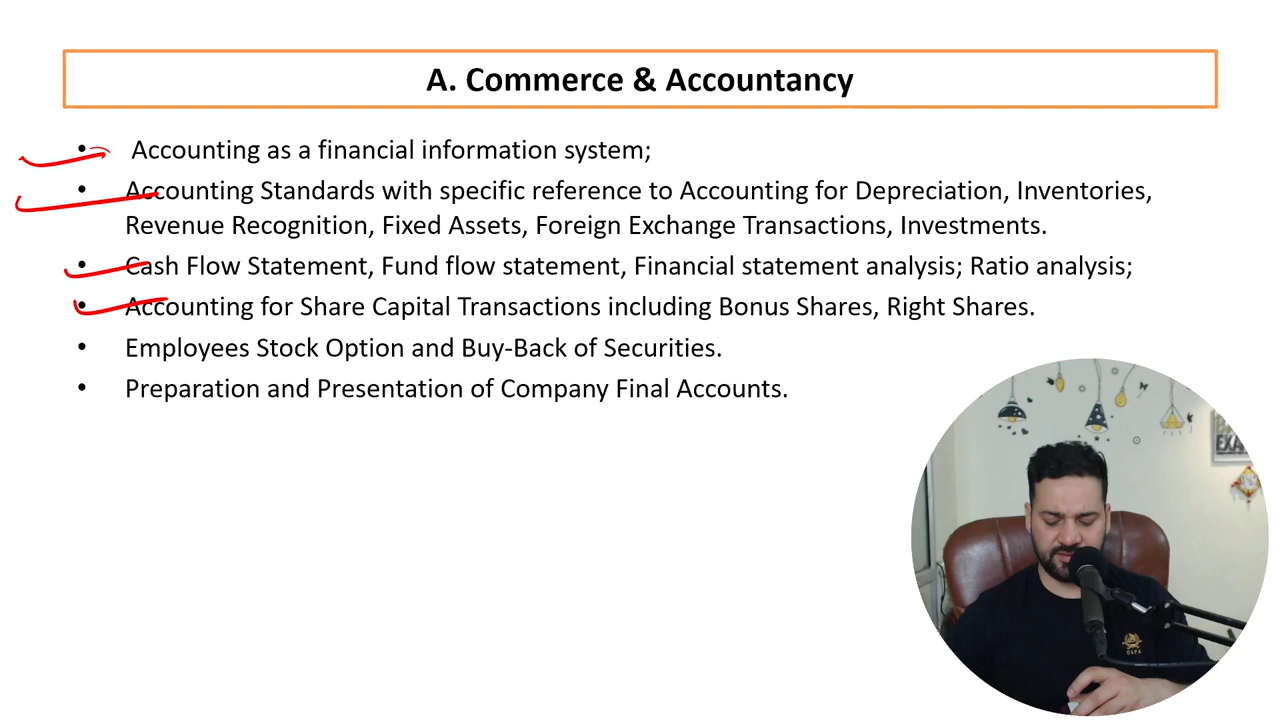 A. Commerce & Accountancy
• Accounting as a financial information system;
• Accounting Standards with specific reference to Accounting for Depreciation, Inventories,
Revenue Recognition, Fixed Assets, Foreign Exchange Transactions, Investments.
• Cash Flow Statement, Fund flow statement, Financial statement analysis; Ratio analysis;
• Accounting for Share Capital Transactions including Bonus Shares, Right Shares.
• Employees Stock Option and Buy-Back of Securities.
• Preparation and Presentation of Company Final Accounts.